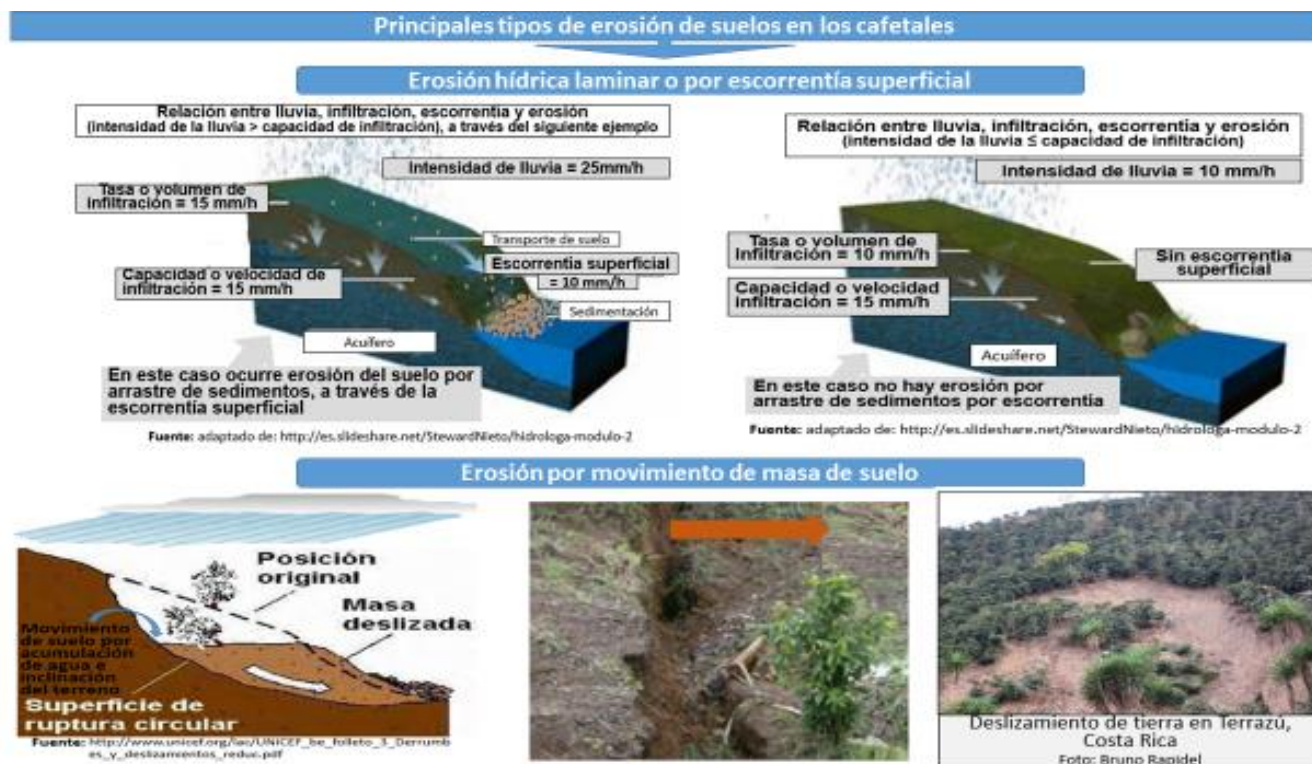 Principales tipos de erosión de suelos en los cafetales
Erosión hídrica laminar o por escorrentía superficial
Relación entre lluvia, infiltración, escorrentia y erosión
(intensidad de la lluvia > capacidad de infiltración), a través del siguiente ejemplo
Intensidad de lluvia = 25mm/h
Tasa o volumen de
infiltración = 15 mm/h
Transporte de suelo
Escorrentia superficial
= 10 mm/h
Capacidad o velocidad de
infiltración = 15 mm/h
Sedimentación
Acuífero
En este caso ocurre erosión del suelo por
arrastre de sedimentos, a través de la
escorrentía superficial
Fuente: adaptado de: http://es.slideshare.net/StewardNieto/hidrologa-modulo-2
Relación entre lluvia, infiltración, escorrentía y erosión
(intensidad de la lluvia ≤ capacidad de infiltración)
Intensidad de lluvia = 10 mm/h
Tasa o volumen de
Infiltración = 10 mm/h
Sin escorrentia
superficial
Capacidad o velocidad
infiltración = 15 mm/h
Acuífero
En este caso no hay erosión por
arrastre de sedimentos por escorrentía
Fuente: adaptado de: http://es.slideshare.net/StewardNieto/hidrologa-modulo-2
Erosión por movimiento de masa de suelo
Posición
original
Masa
deslizada
Movimiento
de suelo por
acumulación
de agua e
inclinación
del terreno
Superficie de
ruptura circular
Fuente: http://www.unicef.org/lac/UNICEF_be_folleto_3_Derrumb
es_y_deslizamientos_reduc.pdf
Deslizamiento de tierra en Terrazú,
Costa Rica
Foto: Bruno Rapidel